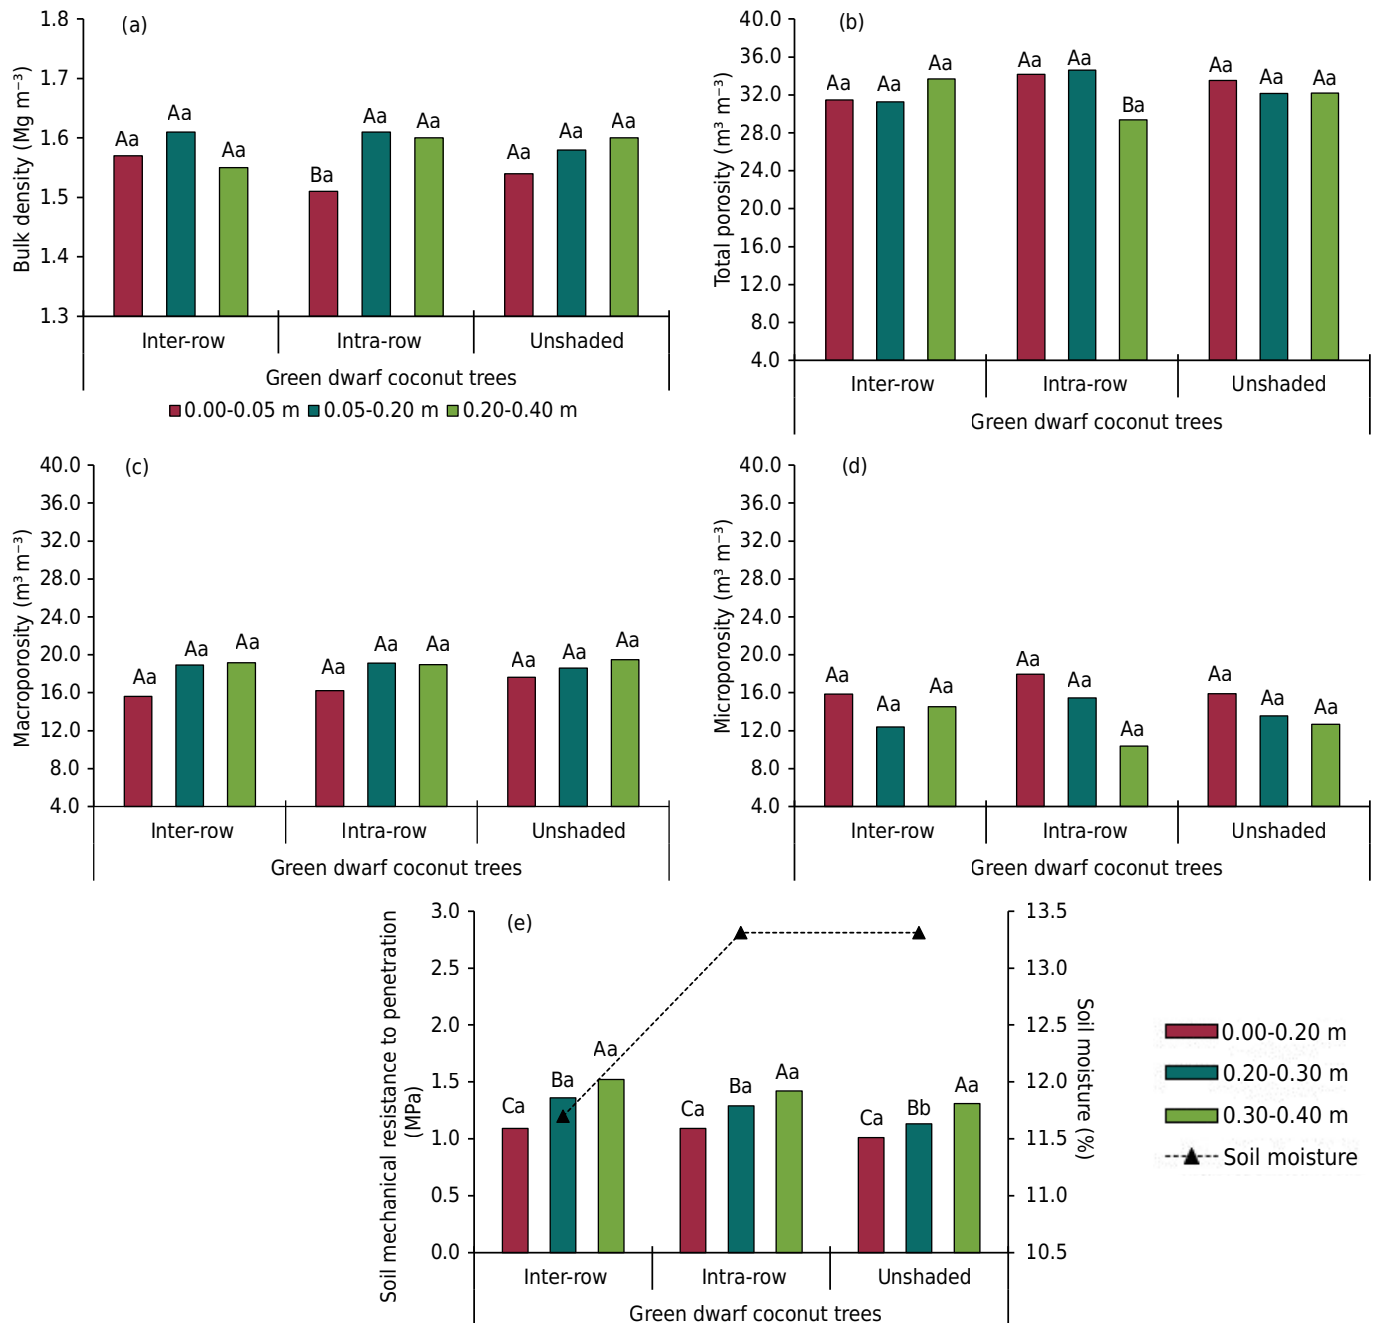 (a)
Bulk density (Mg m⁻³)
1.8
1.7
1.6
1.5
1.4
1.3
Aa Aa Aa Ba Aa Aa Aa Aa Aa
Inter-row Intra-row Unshaded
Green dwarf coconut trees
0.00-0.05 m 0.05-0.20 m 0.20-0.40 m
(b)
Total porosity (m³ m⁻³)
40.0
36.0
32.0
28.0
24.0
20.0
16.0
12.0
8.0
4.0
Aa Aa Aa Aa Aa Ba Aa Aa Aa
Inter-row Intra-row Unshaded
Green dwarf coconut trees
(c)
Macroporosity (m³ m⁻³)
40.0
36.0
32.0
28.0
24.0
20.0
16.0
12.0
8.0
4.0
Aa Aa Aa Aa Aa Aa Aa Aa Aa
Inter-row Intra-row Unshaded
Green dwarf coconut trees
(d)
Microporosity (m³ m⁻³)
40.0
36.0
32.0
28.0
24.0
20.0
16.0
12.0
8.0
4.0
Aa Aa Aa Aa Aa Aa Aa Aa Aa
Inter-row Intra-row Unshaded
Green dwarf coconut trees
(e)
Soil mechanical resistance to penetration
(MPa)
3.0
2.5
2.0
1.5
1.0
0.5
0.0
Ca Ba Aa Ca Ba Aa Ca Bb Aa
13.5
13.0
12.5
12.0
11.5
11.0
10.5
Soil moisture (%)
Inter-row Intra-row Unshaded
Green dwarf coconut trees
0.00-0.20 m
0.20-0.30 m
0.30-0.40 m
Soil moisture